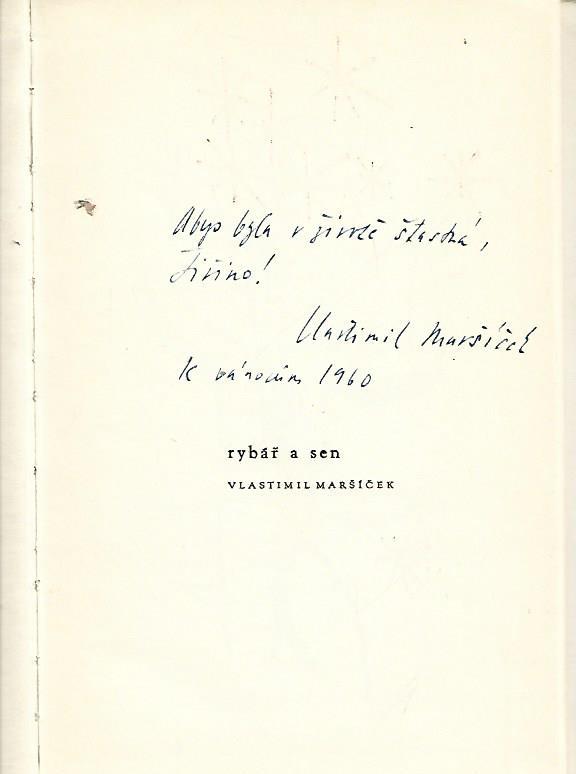 Abys byla v životě šťastná,
Jiřino!
Vlastimil Maršíček
K vánocům 1960
rybář a sen
VLASTIMIL MARŠÍČEK